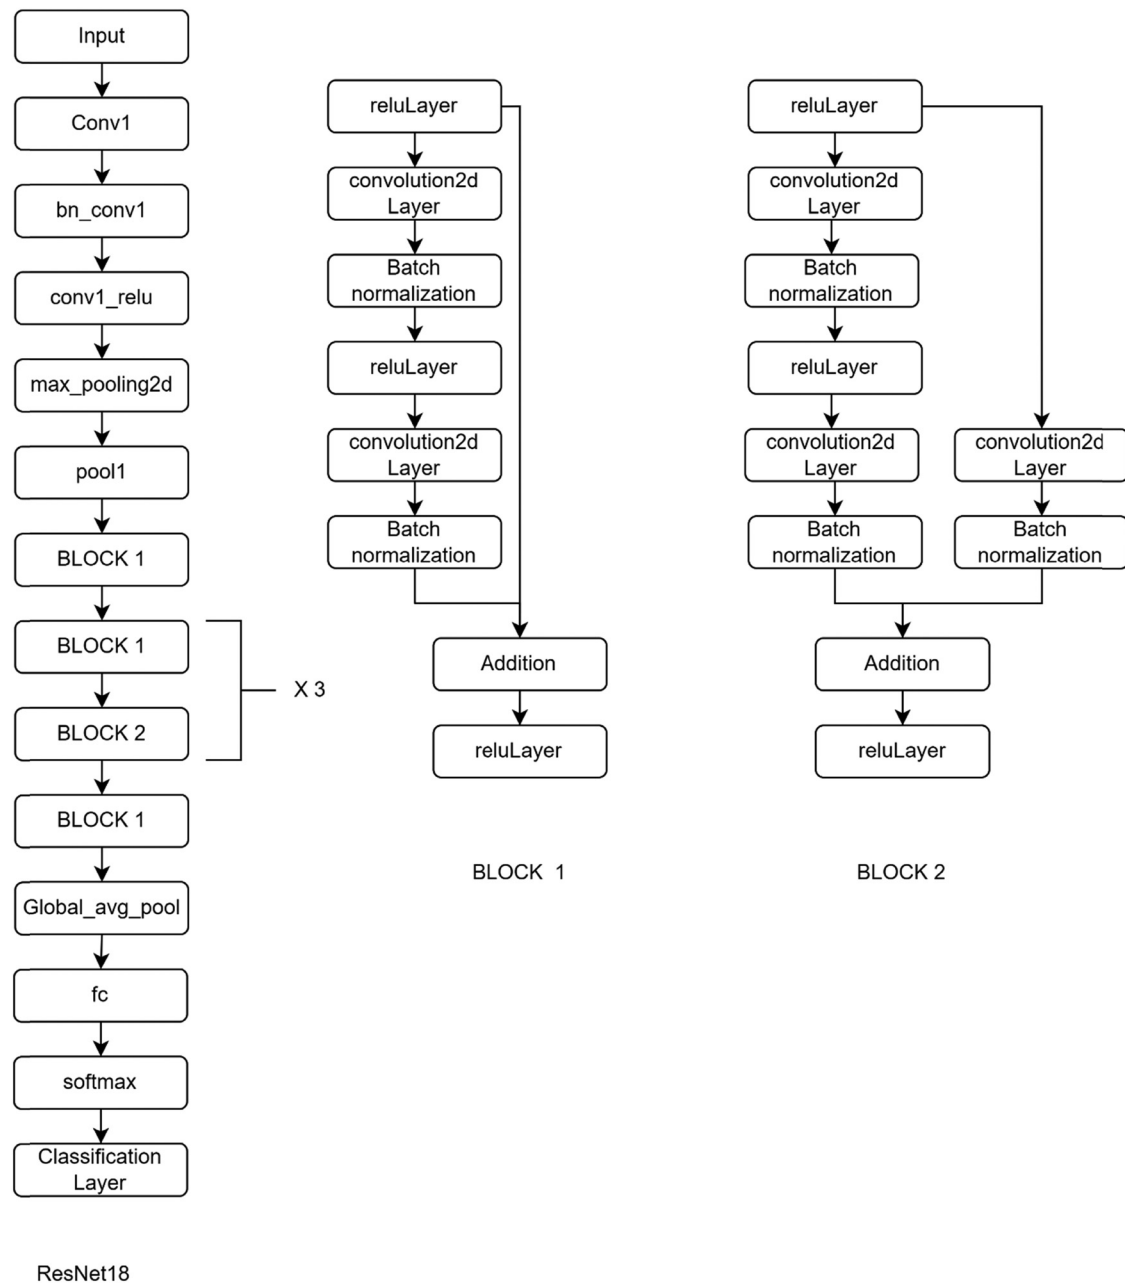 Input
Conv1
bn_conv1
conv1_relu
max_pooling2d
pool1
BLOCK 1
BLOCK 1
BLOCK 2
X 3
BLOCK 1
Global_avg_pool
fc
softmax
Classification
Layer
ResNet18
reluLayer
convolution2d
Layer
Batch
normalization
reluLayer
convolution2d
Layer
Batch
normalization
Addition
reluLayer
BLOCK  1
reluLayer
convolution2d
Layer
Batch
normalization
reluLayer
convolution2d
Layer
Batch
normalization
convolution2d
Layer
Batch
normalization
Addition
reluLayer
BLOCK 2